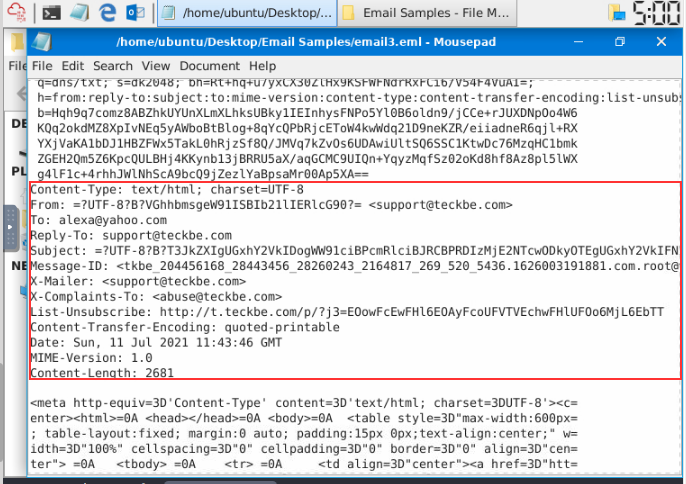 /home/ubuntu/Desktop/...
Email Samples - File M...
5:00
/home/ubuntu/Desktop/Email Samples/email3.eml - Mousepad
File
File Edit Search View Document Help
DE
PL
NE
q=dns/txt; s=dk2048;
h=from:reply-to:subject:to:mime-version:content-type:content-transfer-encoding:list-unsubs
b=Hqh9q7comz8ABZhkUYUnXLmXLhksUBky1IEInhysFNPo5Yl0B6oldn9/jCCe+rJUXDNpOo4W6
KQq2okdMZ8XpIvNEq5yAWboBtBlog+8qYcQPbRjcEToW4kwWdq21D9neKZR/eiiadneR6qjl+RX
YXjVaKA1bDJ1HBZFWx5TakL0hRjzSf8Q/JMVq7kZvOs6UDAwiUltSQ6SSC1KtwDc76MzqHC1bmk
ZGEH2Qm5Z6KpcQULBHj4KKynb13jBRRU5aX/aqGCMC9UIQn+YqyzMqfSz02oKd8hf8Az8pl5lWX
g4lF1c+4rhhJWlNhScA9bcQ9jZezlYaBpsaMr00Ap5XA==
Content-Type: text/html; charset=UTF-8
From: =?UTF-8?B?VGhhbmsgeW91ISBIb21lIERlcG90?= <support@teckbe.com>
To: alexa@yahoo.com
Reply-To: support@teckbe.com
Subject: =?UTF-8?B?T3JkZXIgUGxhY2VkIDogWW91ciBPcmRlciBJRCBPRDIzMjE2NTcwODkyOTEgUGxhY2VkIFN
Message-ID: <tkbe_204456168_28443456_28260243_2164817_269_520_5436.1626003191881.com.root@
X-Mailer: <support@teckbe.com>
X-Complaints-To: <abuse@teckbe.com>
List-Unsubscribe: http://t.teckbe.com/p/?j3=EOowFcEwFHl6EOAyFcoUFVTVEchwFHlUFOo6MjL6EbTT
Content-Transfer-Encoding: quoted-printable
Date: Sun, 11 Jul 2021 11:43:46 GMT
MIME-Version: 1.0
Content-Length: 2681
<meta http-equiv=3D'Content-Type' content=3D'text/html; charset=3DUTF-8'><c=
enter><html>=0A <head></head>=0A <body>=0A <table style=3D"max-width:600px=
; table-layout:fixed; margin:0 auto; padding:15px 0px;text-align:center;" w=
idth=3D"100%" cellspacing=3D"0" cellpadding=3D"0" border=3D"0" align=3D"cen=
ter"> =0A <tbody> =0A <tr> =0A <td align=3D"center"><a href=3D"htt=